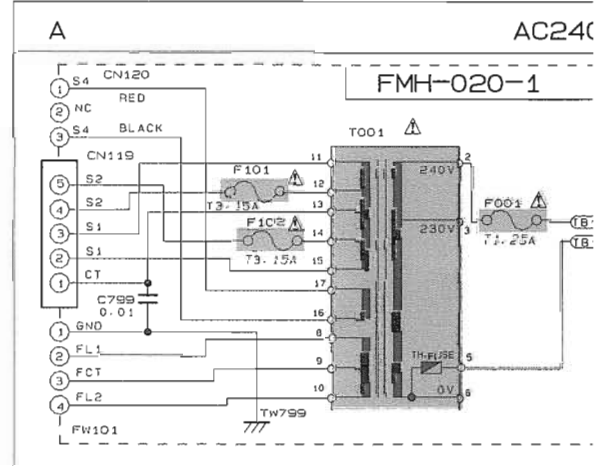 A AC240
FMH-020-1
CN120
1 S4
RED
2 NC
3 S4 BLACK
T001
CN119
5 S2
4 S2
3 S1
2 S1
1 CT
F101
T3.15A
F102
T3.15A
C799
0.01
1 GND
2 FL1
3 FCT
4 FL2
FW101
TW799
11
12
13
14
15
17
16
8
9
10
240V
2
230V
3
TH-FUSE
5
0V
6
F001
T1.25A